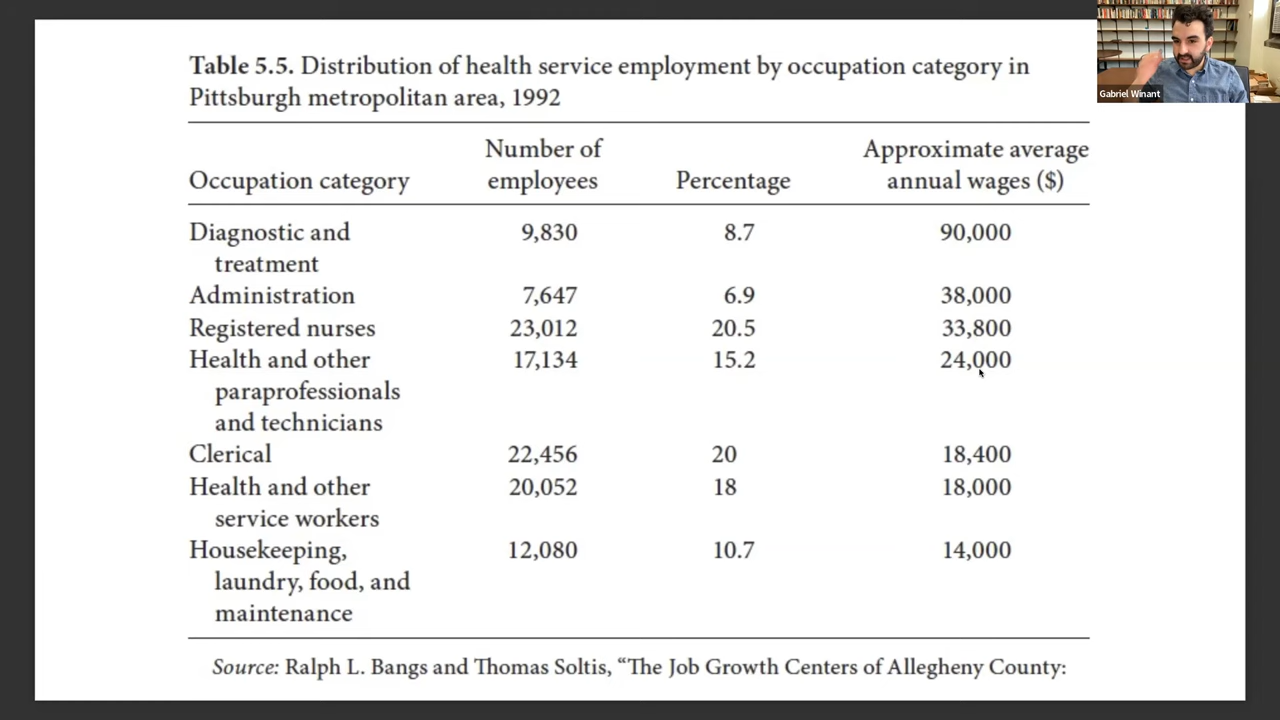 Table 5.5. Distribution of health service employment by occupation category in
Pittsburgh metropolitan area, 1992
Occupation category Number of employees Percentage Approximate average annual wages ($)
Diagnostic and 9,830 8.7 90,000
treatment
Administration 7,647 6.9 38,000
Registered nurses 23,012 20.5 33,800
Health and other 17,134 15.2 24,000
paraprofessionals
and technicians
Clerical 22,456 20 18,400
Health and other 20,052 18 18,000
service workers
Housekeeping, 12,080 10.7 14,000
laundry, food, and
maintenance
Source: Ralph L. Bangs and Thomas Soltis, “The Job Growth Centers of Allegheny County:
Gabriel Winant